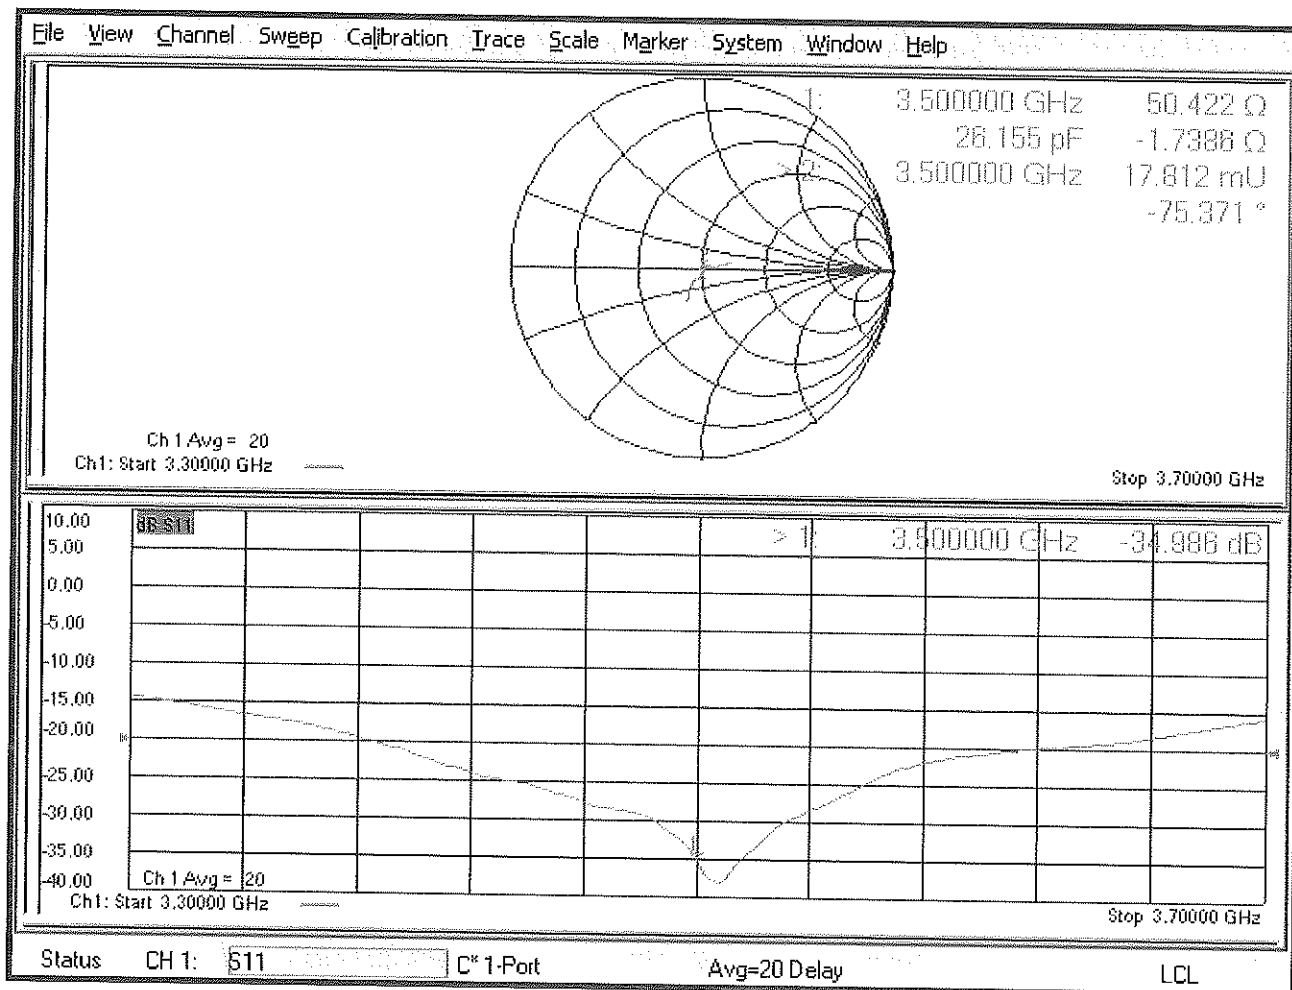 File View Channel Sweep Calibration Trace Scale Marker System Window Help
1: 3.500000 GHz 50.422 Ω
26.155 pF -1.7386 Ω
> 2: 3.500000 GHz 17.812 mU
-75.371 °
Ch 1 Avg = 20
Ch1: Start 3.30000 GHz
Stop 3.70000 GHz
10.00
dB S11
> 1: 3.500000 GHz -34.986 dB
5.00
0.00
-5.00
-10.00
-15.00
-20.00
-25.00
-30.00
-35.00
-40.00
Ch 1 Avg = 20
Ch1: Start 3.30000 GHz
Stop 3.70000 GHz
Status CH 1: S11 C* 1-Port Avg=20 Delay LCL